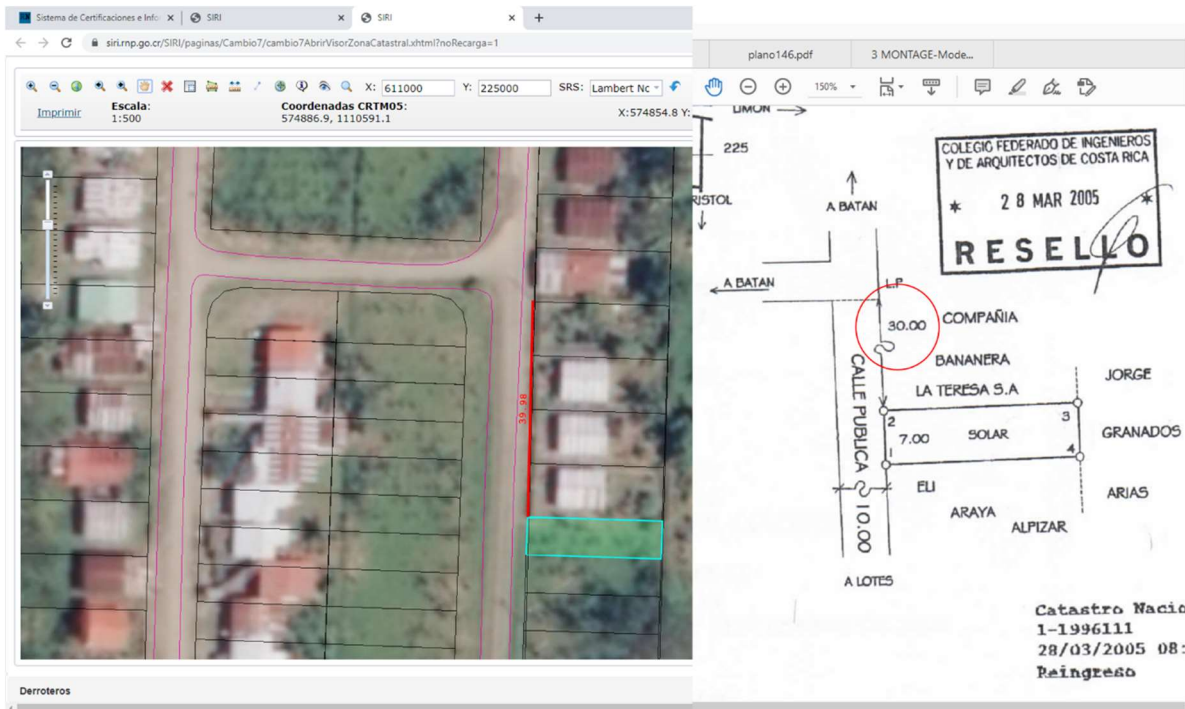 Sistema de Certificaciones e Info
SIRI
SIRI
siri.rnp.go.cr/SIRI/paginas/Cambio7/cambio7AbrirVisorZonaCatastral.xhtml?noRecarga=1
X: 611000 Y: 225000 SRS: Lambert Nc
Imprimir
Escala:
1:500
Coordenadas CRTM05:
574886.9, 1110591.1
X:574854.8 Y:
39.98
Derroteros
plano146.pdf
3 MONTAGE-Mode...
150%
LIMON
225
RISTOL
A BATAN
A BATAN
COLEGIO FEDERADO DE INGENIEROS
Y DE ARQUITECTOS DE COSTA RICA
* 28 MAR 2005 *
RESELLO
L.P
30.00
COMPAÑIA
BANANERA
LA TERESA S.A
JORGE
GRANADOS
ARIAS
CALLE PUBLICA 10.00
2
3
7.00
SOLAR
1
4
ELI
ARAYA
ALPIZAR
A LOTES
Catastro Nacio
1-1996111
28/03/2005 08:
Reingreso